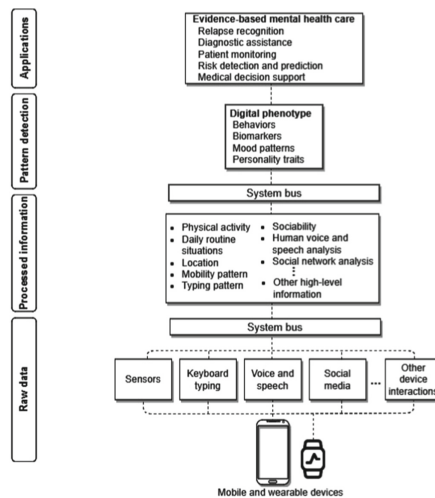 Applications
Evidence-based mental health care
Relapse recognition
Diagnostic assistance
Patient monitoring
Risk detection and prediction
Medical decision support
Pattern detection
Digital phenotype
Behaviors
Biomarkers
Mood patterns
Personality traits
System bus
Processed information
▪ Physical activity
▪ Daily routine
situations
▪ Location
▪ Mobility pattern
▪ Typing pattern
▪ Sociability
▪ Human voice and
speech analysis
▪ Social network analysis
⋮
▪ Other high-level
information
System bus
Raw data
Sensors
Keyboard
typing
Voice and
speech
Social
media
...
Other
device
interactions
Mobile and wearable devices